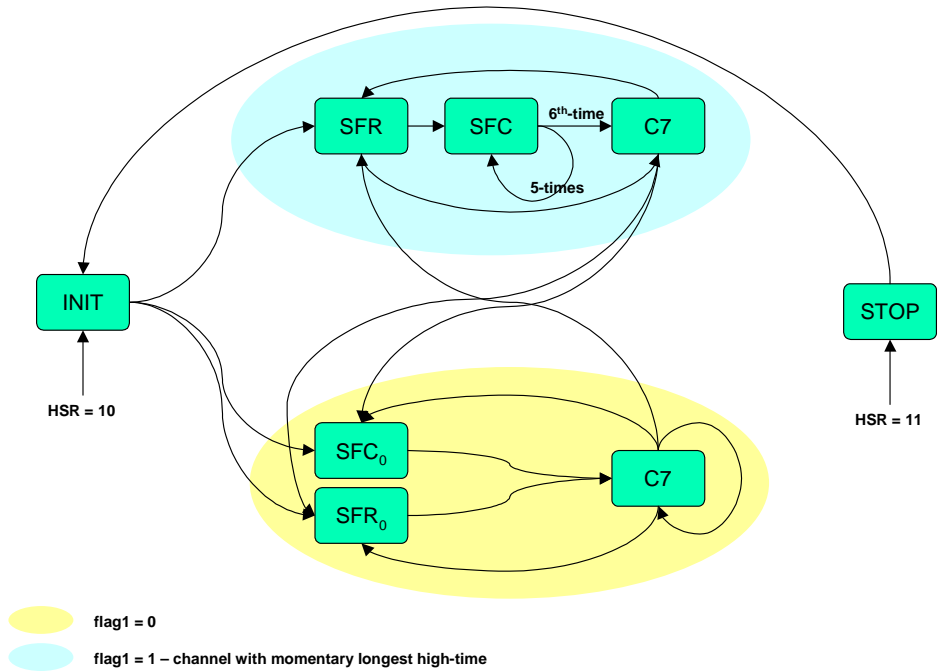 SFR
SFC
6th-time
C7
5-times
INIT
STOP
HSR = 10
HSR = 11
SFC0
C7
SFR0
flag1 = 0
flag1 = 1 – channel with momentary longest high-time